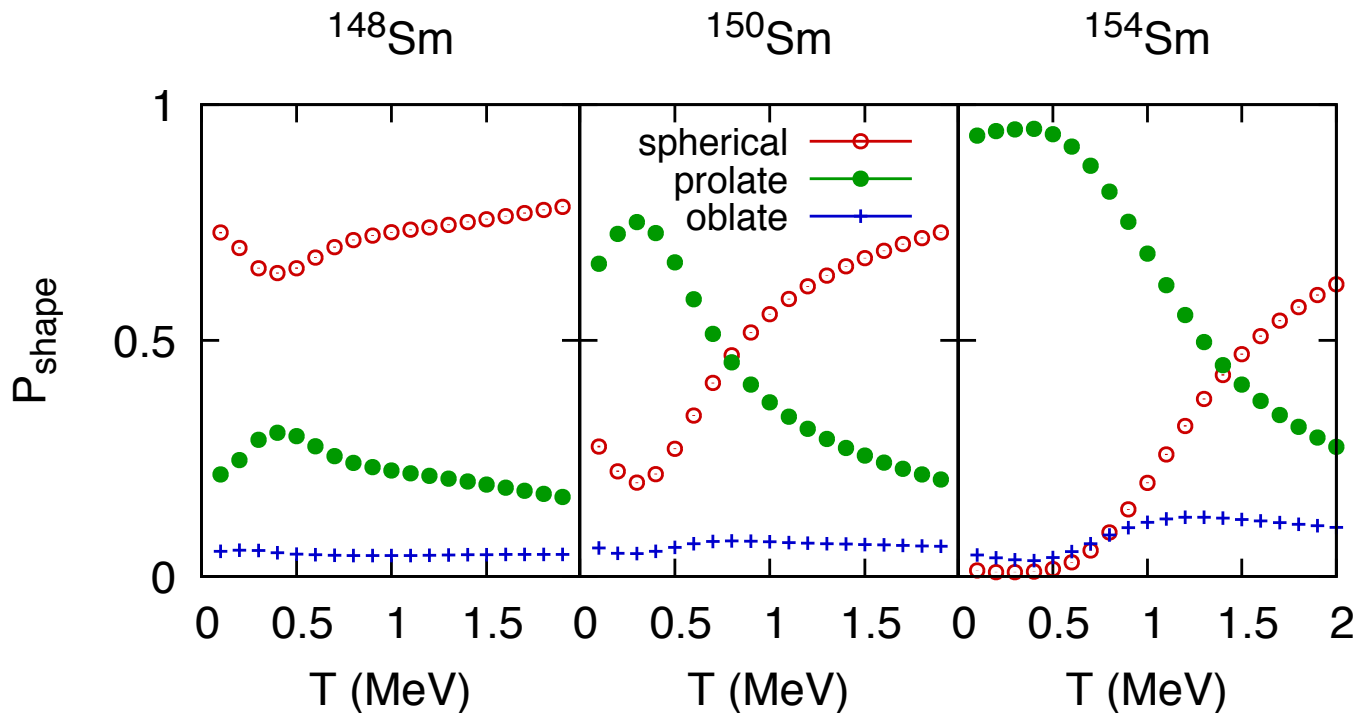 ¹⁴⁸Sm ¹⁵⁰Sm ¹⁵⁴Sm
1
spherical
prolate
oblate
0.5
P_shape
0
0 0.5 1 1.5 0 0.5 1 1.5 0 0.5 1 1.5 2
T (MeV) T (MeV) T (MeV)